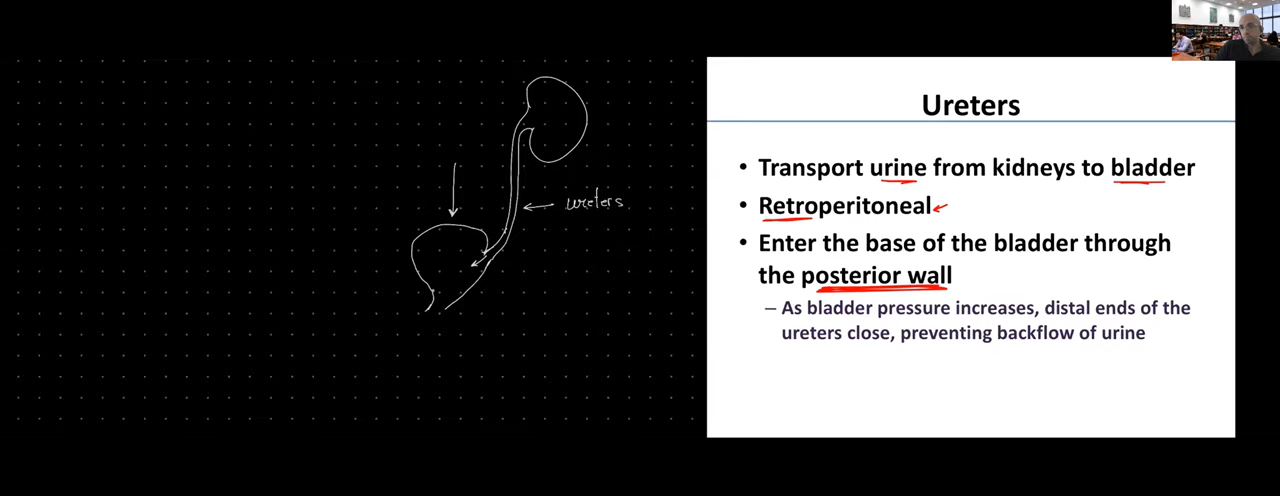 ureters
Ureters
• Transport urine from kidneys to bladder
• Retroperitoneal
• Enter the base of the bladder through
the posterior wall
– As bladder pressure increases, distal ends of the
ureters close, preventing backflow of urine